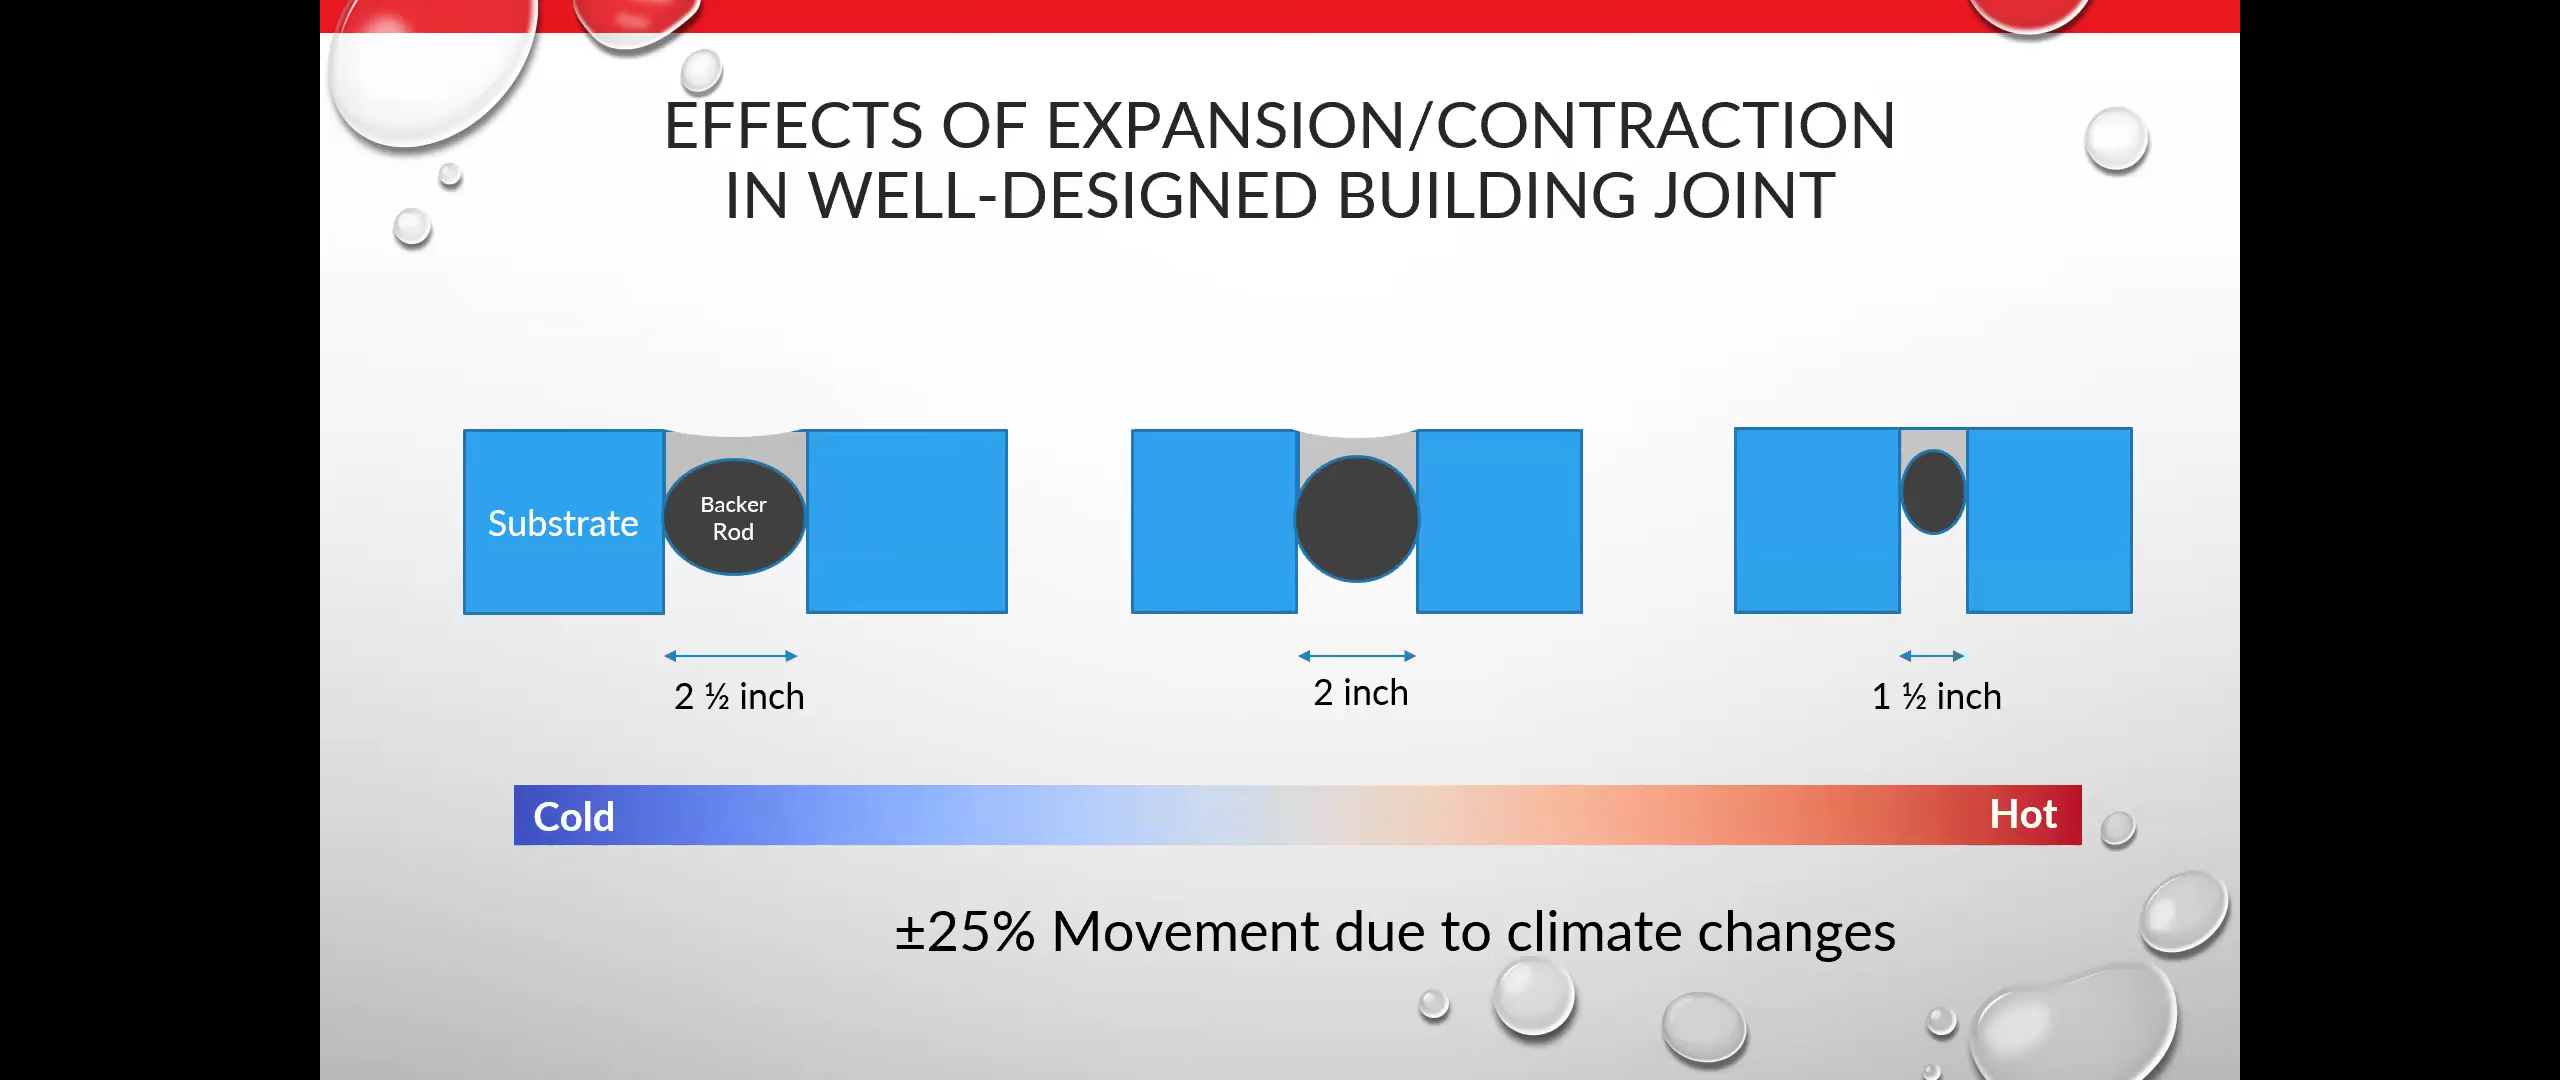 EFFECTS OF EXPANSION/CONTRACTION
IN WELL-DESIGNED BUILDING JOINT
Substrate
Backer
Rod
2 ½ inch
2 inch
1 ½ inch
Cold
Hot
±25% Movement due to climate changes